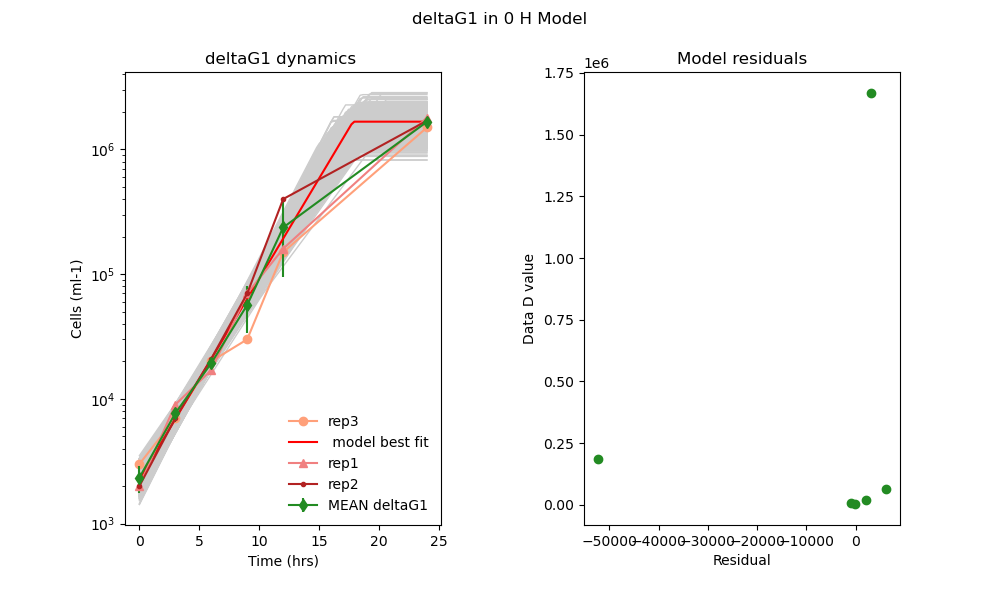 deltaG1 in 0 H Model
deltaG1 dynamics
Cells (ml-1)
10^6
10^5
10^4
10^3
rep3
model best fit
rep1
rep2
MEAN deltaG1
0 5 10 15 20 25
Time (hrs)
Model residuals
1e6
Data D value
1.75
1.50
1.25
1.00
0.75
0.50
0.25
0.00
−50000 −40000 −30000 −20000 −10000 0
Residual